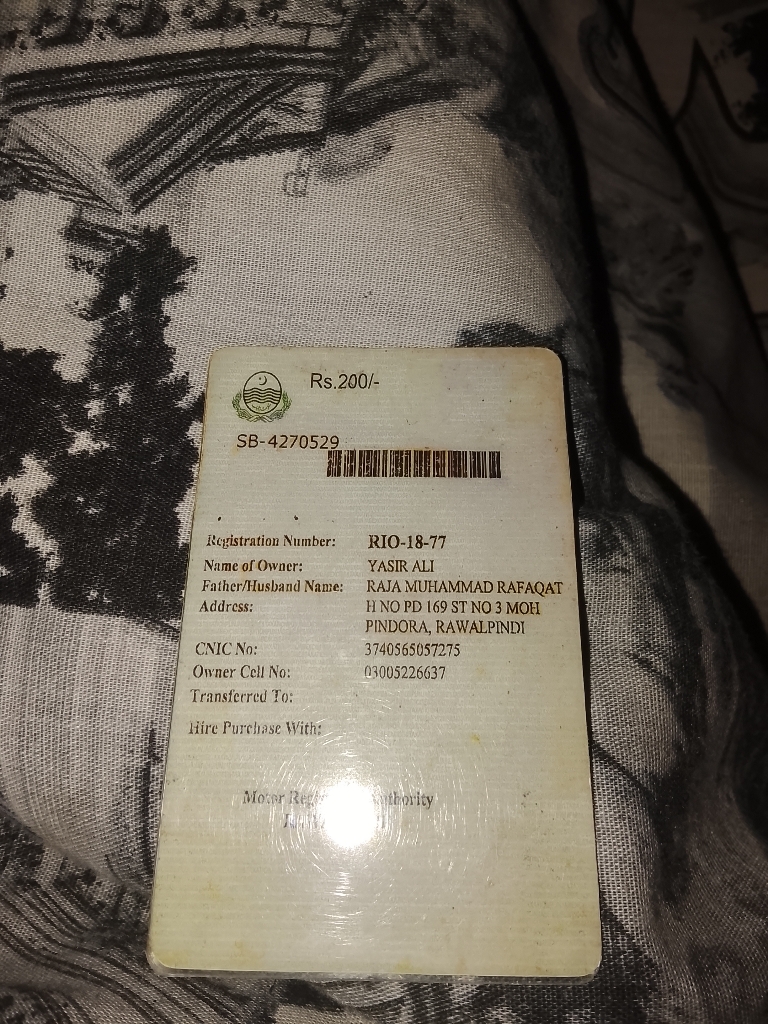 Rs.200/-
SB-4270529
Registration Number: RIO-18-77
Name of Owner: YASIR ALI
Father/Husband Name: RAJA MUHAMMAD RAFAQAT
Address: H NO PD 169 ST NO 3 MOH
PINDORA, RAWALPINDI
CNIC No: 3740565057275
Owner Cell No: 03005226637
Transferred To:
Hire Purchase With:
Motor